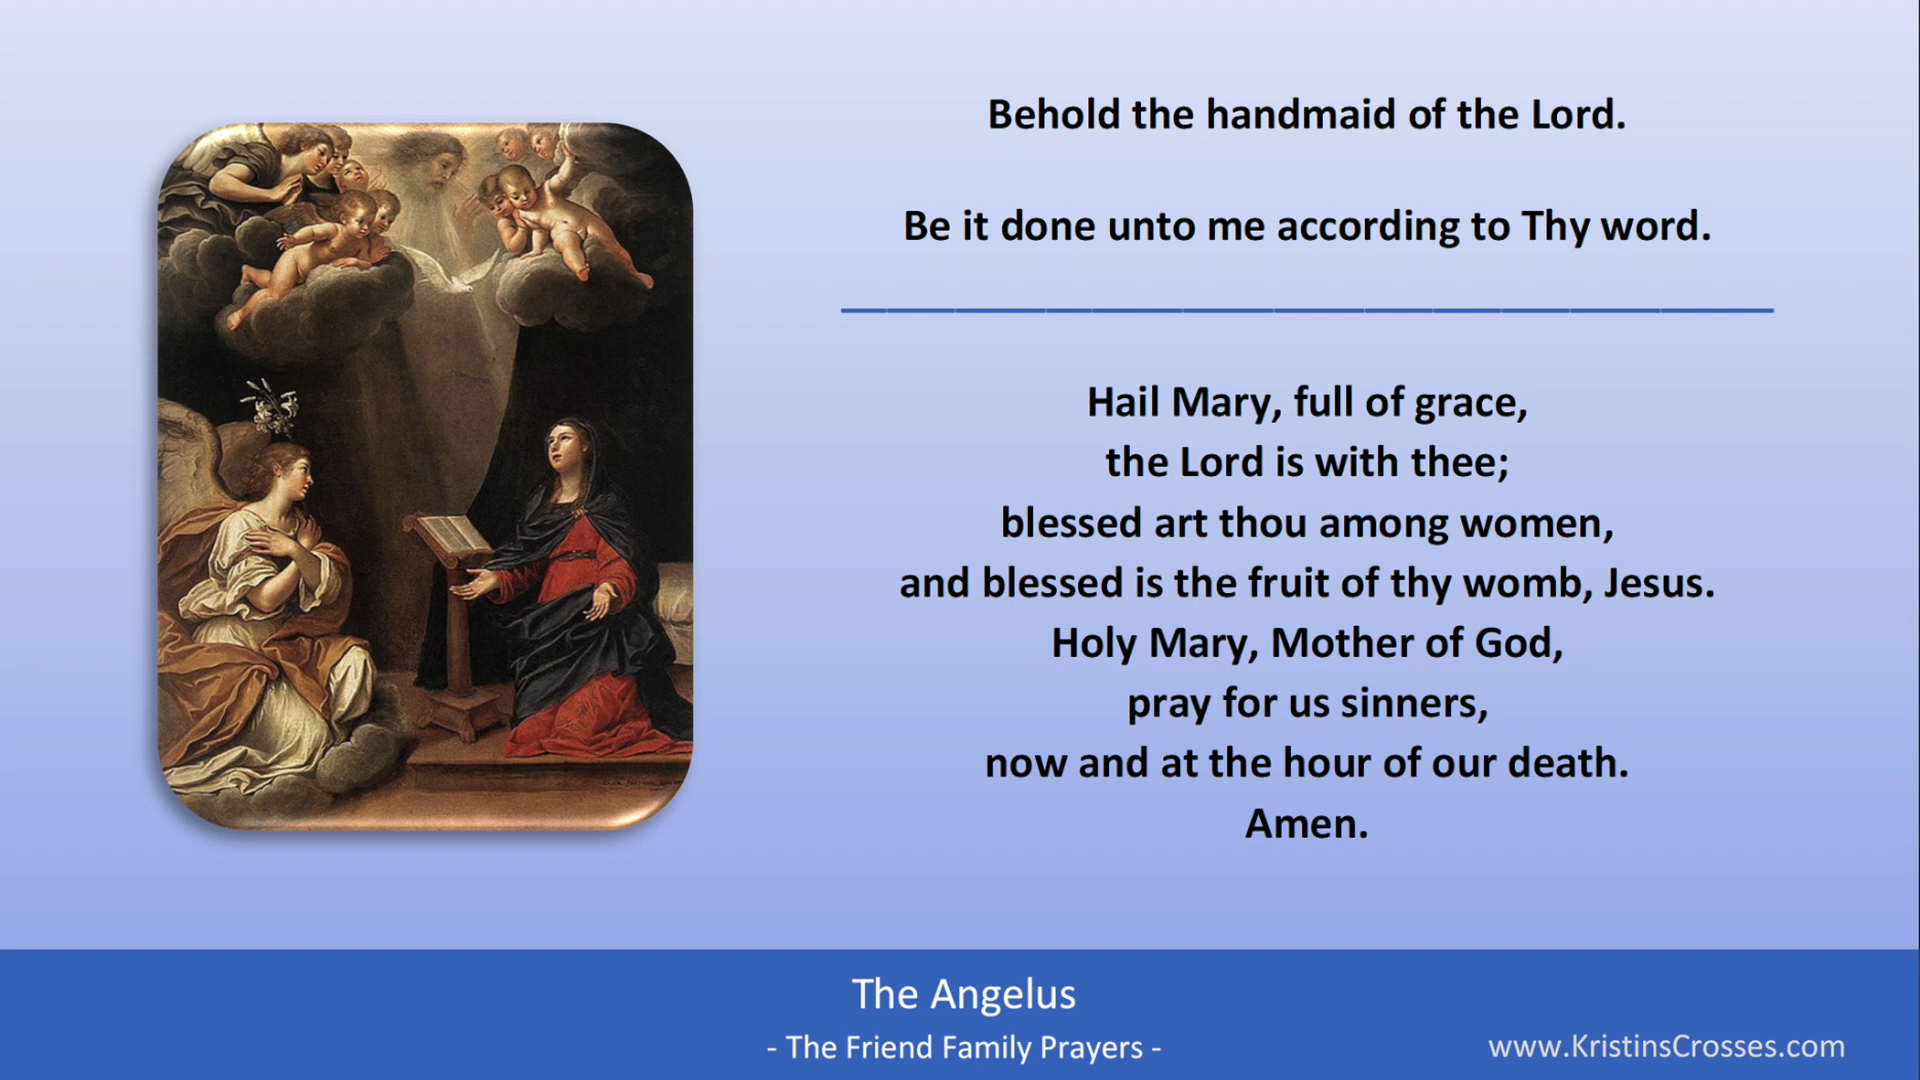 Behold the handmaid of the Lord.
Be it done unto me according to Thy word.
Hail Mary, full of grace,
the Lord is with thee;
blessed art thou among women,
and blessed is the fruit of thy womb, Jesus.
Holy Mary, Mother of God,
pray for us sinners,
now and at the hour of our death.
Amen.
The Angelus
- The Friend Family Prayers -
www.KristinsCrosses.com